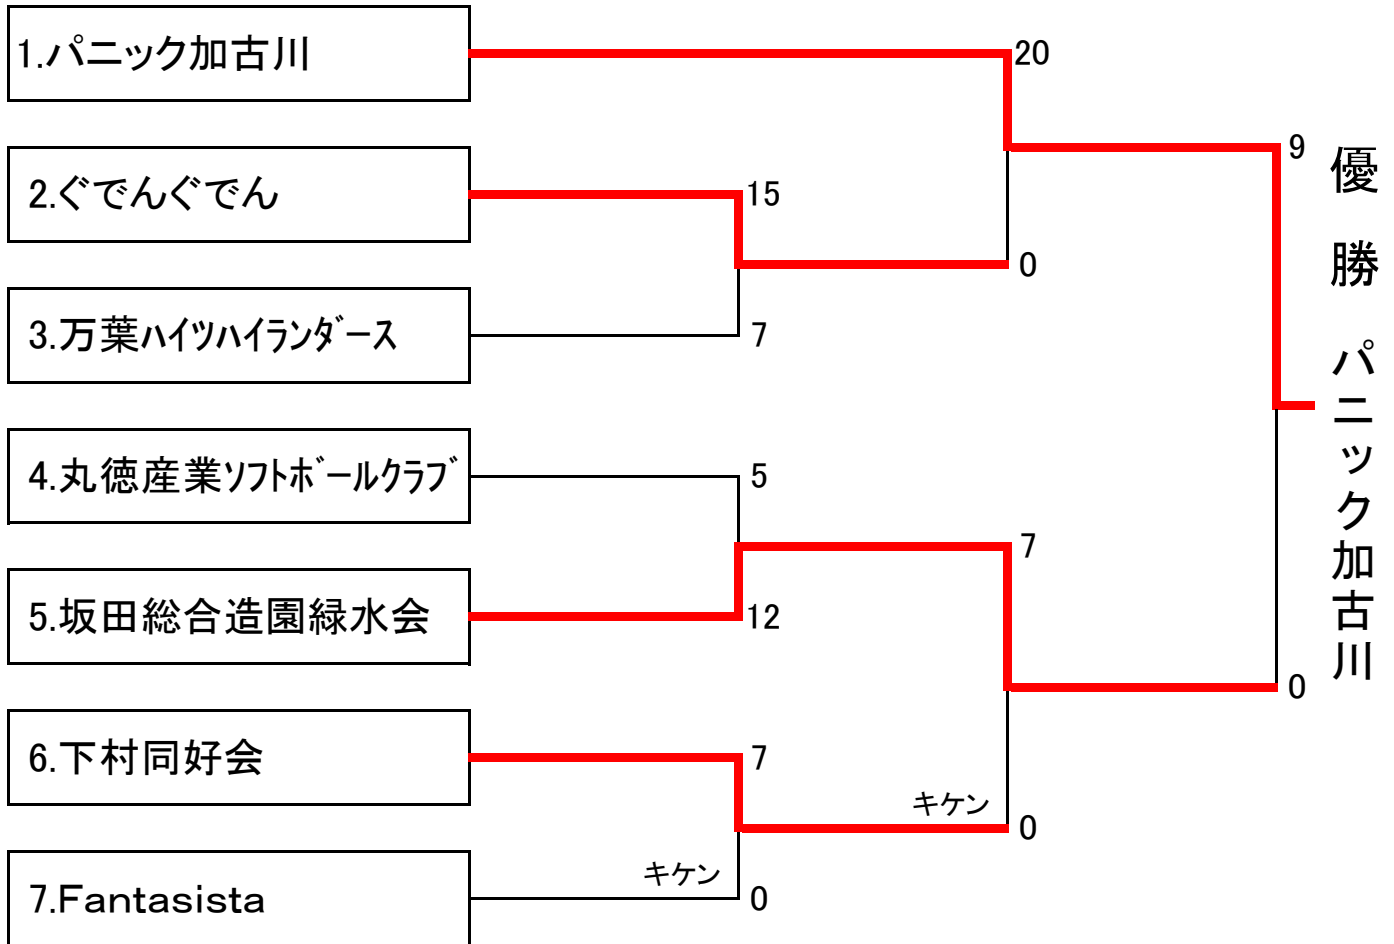 1.パニック加古川
20
9
2.ぐでんぐでん
15
0
3.万葉ハイツハイランダース
7
4.丸徳産業ソフトボールクラブ
5
7
5.坂田総合造園緑水会
12
0
6.下村同好会
7
キケン
0
7.Fantasista
キケン
0
優勝 パニック加古川